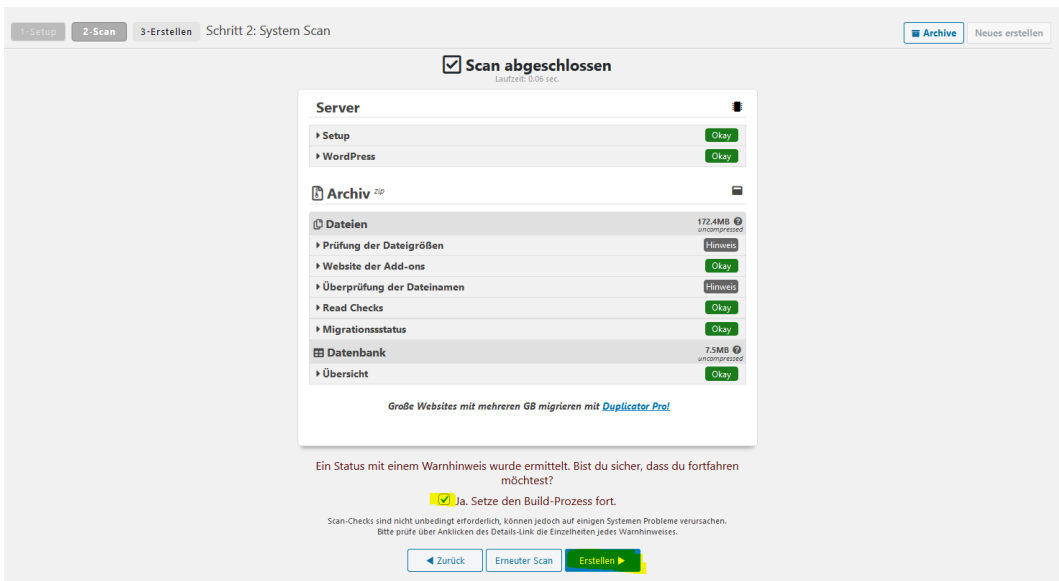 1-Setup 2-Scan 3-Erstellen Schritt 2: System Scan Archive Neues erstellen
Scan abgeschlossen
Laufzeit: 0.06 sec.
Server
Setup Okay
WordPress Okay
Archiv zip
Dateien 172.4MB
uncompressed
Prüfung der Dateigrößen Hinweis
Website der Add-ons Okay
Überprüfung der Dateinamen Hinweis
Read Checks Okay
Migrationssstatus Okay
Datenbank 7.5MB
uncompressed
Übersicht Okay
Große Websites mit mehreren GB migrieren mit Duplicator Pro!
Ein Status mit einem Warnhinweis wurde ermittelt. Bist du sicher, dass du fortfahren
möchtest?
Ja. Setze den Build-Prozess fort.
Scan-Checks sind nicht unbedingt erforderlich, können jedoch auf einigen Systemen Probleme verursachen.
Bitte prüfe über Anklicken des Details-Link die Einzelheiten jedes Warnhinweises.
Zurück Erneuter Scan Erstellen